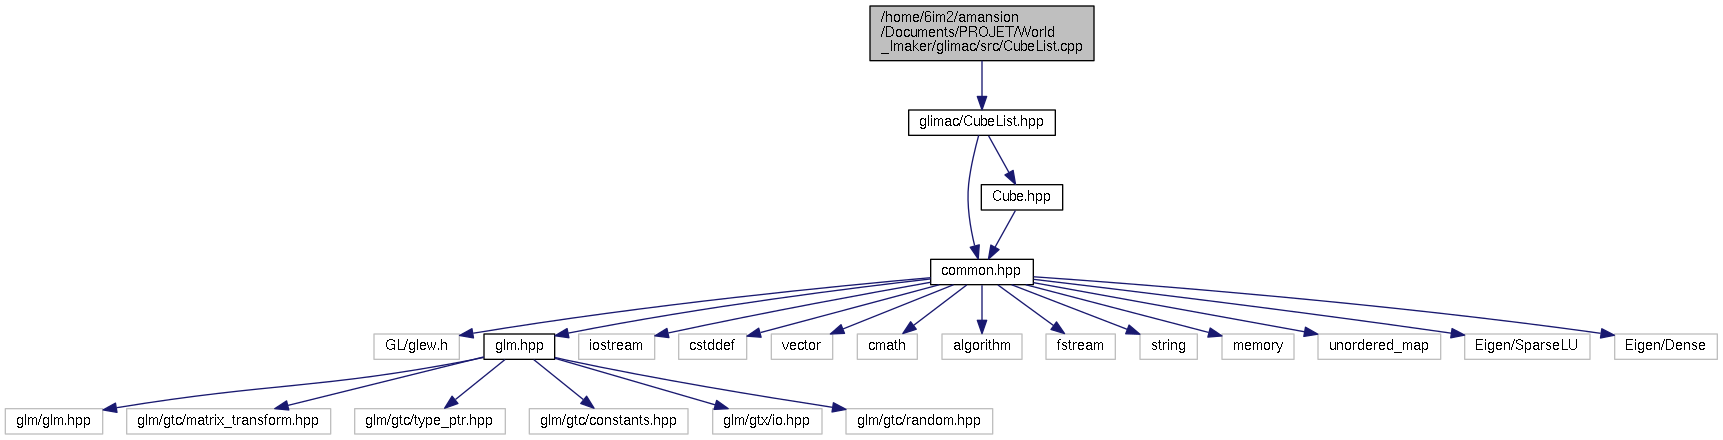 /home/6im2/amansion
/Documents/PROJET/World
_Imaker/glimac/src/CubeList.cpp
glimac/CubeList.hpp
Cube.hpp
common.hpp
GL/glew.h
glm.hpp
iostream
cstddef
vector
cmath
algorithm
fstream
string
memory
unordered_map
Eigen/SparseLU
Eigen/Dense
glm/glm.hpp
glm/gtc/matrix_transform.hpp
glm/gtc/type_ptr.hpp
glm/gtc/constants.hpp
glm/gtx/io.hpp
glm/gtc/random.hpp